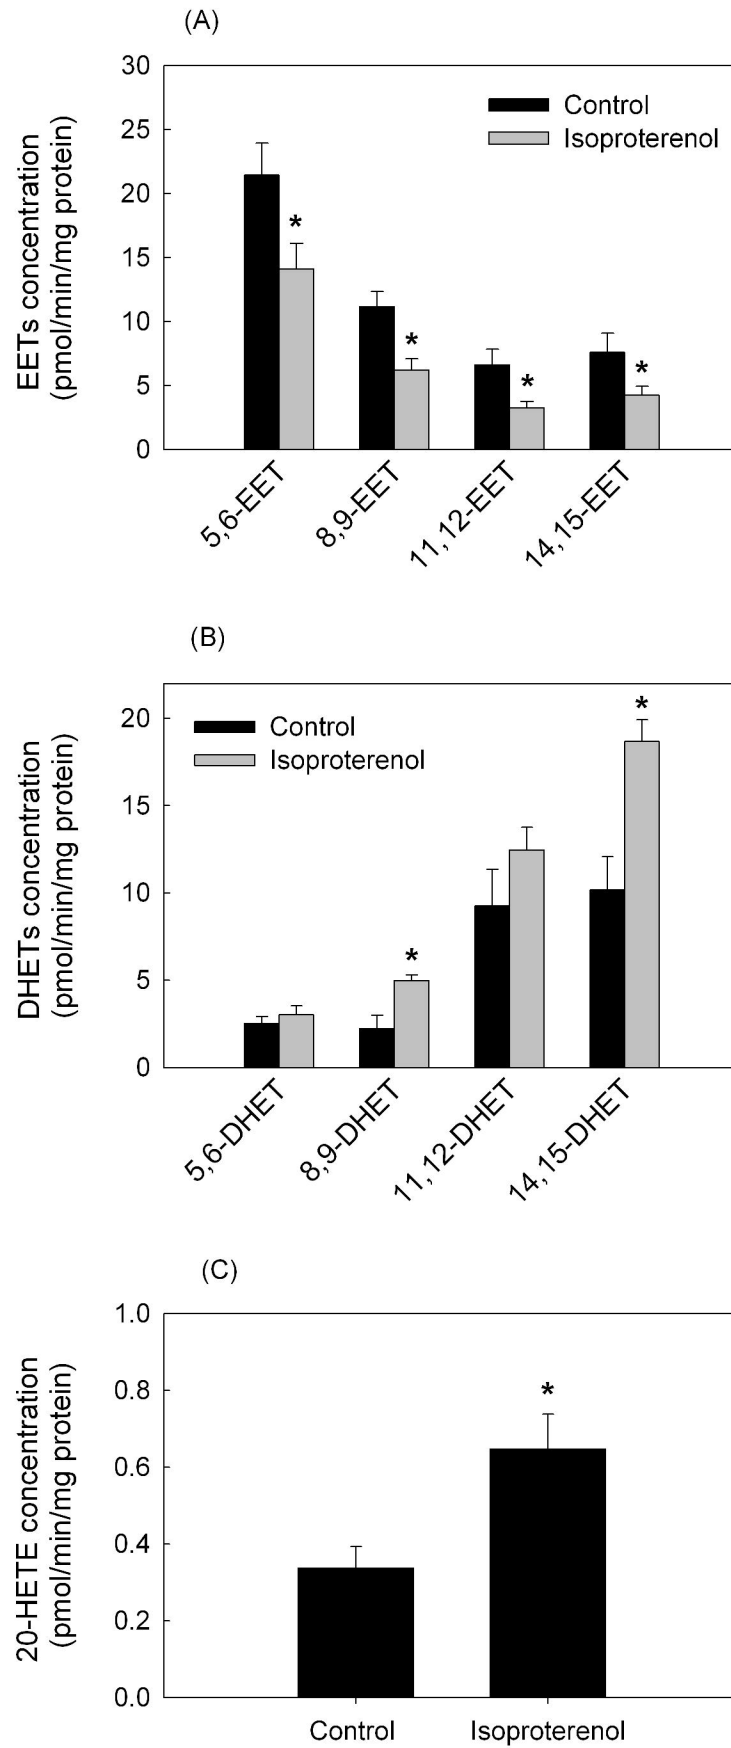 (A)
EETs concentration
(pmol/min/mg protein)
30
25
20
15
10
5
0
Control
Isoproterenol
*
*
*
*
5,6-EET
8,9-EET
11,12-EET
14,15-EET
(B)
DHETs concentration
(pmol/min/mg protein)
20
15
10
5
0
Control
Isoproterenol
*
*
5,6-DHET
8,9-DHET
11,12-DHET
14,15-DHET
(C)
20-HETE concentration
(pmol/min/mg protein)
1.0
0.8
0.6
0.4
0.2
0.0
*
Control
Isoproterenol